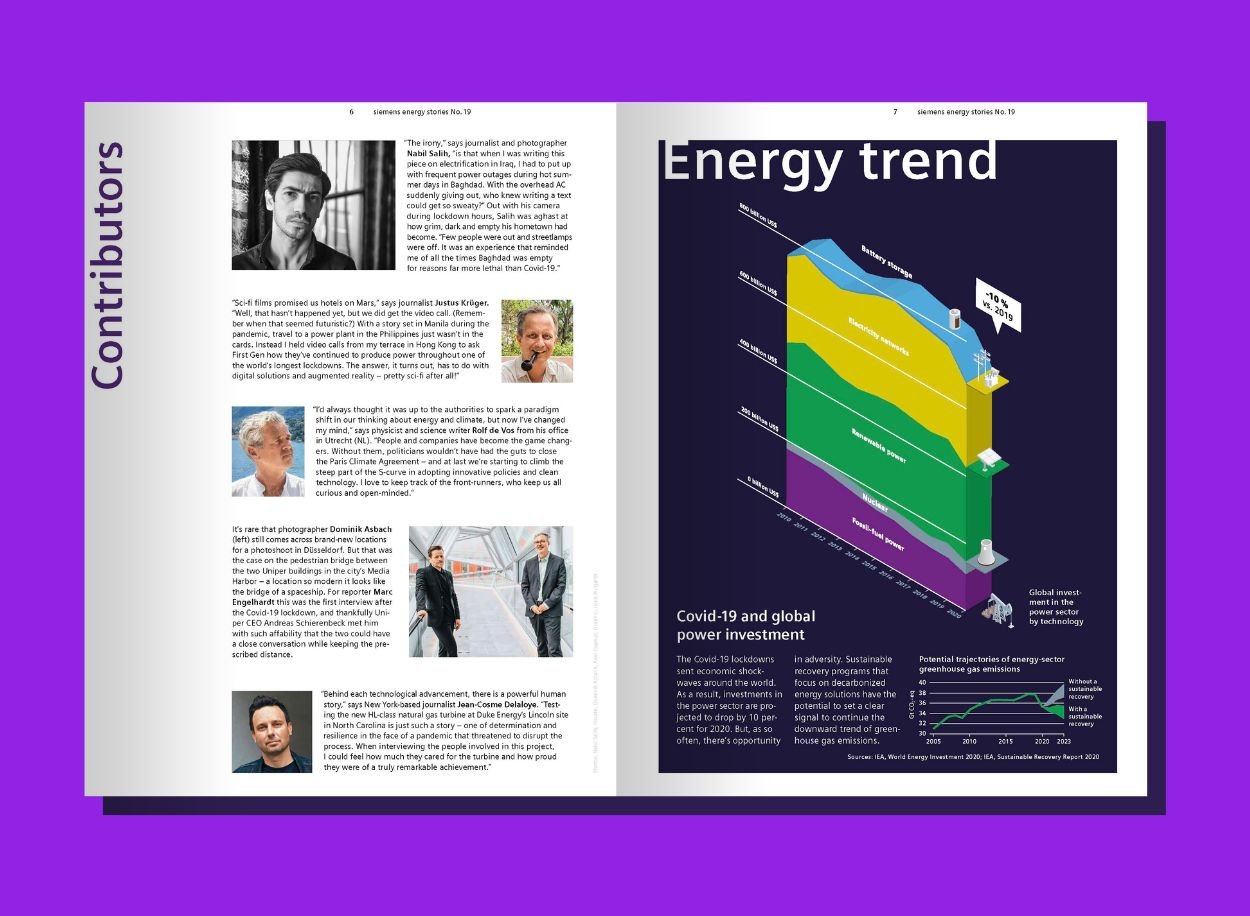 6 siemens energy stories No. 19
Contributors
"The irony," says journalist and photographer
Nabil Salih, "is that when I was writing this
piece on electrification in Iraq, I had to put up
with frequent power outages during hot sum-
mer days in Baghdad. With the overhead AC
suddenly giving out, who knew writing a text
could get so sweaty?" Out with his camera
during lockdown hours, Salih was aghast at
how grim, dark and empty his hometown had
become. "Few people were out and streetlamps
were off. It was an experience that reminded
me of all the times Baghdad was empty
for reasons far more lethal than Covid-19."
"Sci-fi films promised us hotels on Mars," says journalist Justus Krüger.
"Well, that hasn't happened yet, but we did get the video call. (Remem-
ber when that seemed futuristic?) With a story set in Manila during the
pandemic, travel to a power plant in the Philippines just wasn't in the
cards. Instead I held video calls from my terrace in Hong Kong to ask
First Gen how they've continued to produce power throughout one of
the world's longest lockdowns. The answer, it turns out, has to do with
digital solutions and augmented reality – pretty sci-fi after all!"
"I'd always thought it was up to the authorities to spark a paradigm
shift in our thinking about energy and climate, but now I've changed
my mind," says physicist and science writer Rolf de Vos from his office
in Utrecht (NL). "People and companies have become the game chang-
ers. Without them, politicians wouldn't have had the guts to close
the Paris Climate Agreement – and at last we're starting to climb the
steep part of the S-curve in adopting innovative policies and clean
technology. I love to keep track of the front-runners, who keep us all
curious and open-minded."
It's rare that photographer Dominik Asbach
(left) still comes across brand-new locations
for a photoshoot in Düsseldorf. But that was
the case on the pedestrian bridge between
the two Uniper buildings in the city's Media
Harbor – a location so modern it looks like
the bridge of a spaceship. For reporter Marc
Engelhardt this was the first interview after
the Covid-19 lockdown, and thankfully Uni-
per CEO Andreas Schierenbeck met him
with such affability that the two could have
a close conversation while keeping the pre-
scribed distance.
"Behind each technological advancement, there is a powerful human
story," says New York-based journalist Jean-Cosme Delaloye. "Test-
ing the new HL-class natural gas turbine at Duke Energy's Lincoln site
in North Carolina is just such a story – one of determination and
resilience in the face of a pandemic that threatened to disrupt the
process. When interviewing the people involved in this project,
I could feel how much they cared for the turbine and how proud
they were of a truly remarkable achievement."
7 siemens energy stories No. 19
Energy trend
800 billion US$
600 billion US$
400 billion US$
200 billion US$
0 billion US$
Battery storage
Electricity networks
Renewable power
Nuclear
Fossil-fuel power
-10 %
vs. 2019
2010 2011 2012 2013 2014 2015 2016 2017 2018 2019 2020
Global invest-
ment in the
power sector
by technology
Covid-19 and global
power investment
The Covid-19 lockdowns
sent economic shock-
waves around the world.
As a result, investments in
the power sector are pro-
jected to drop by 10 per-
cent for 2020. But, as so
often, there's opportunity
in adversity. Sustainable
recovery programs that
focus on decarbonized
energy solutions have the
potential to set a clear
signal to continue the
downward trend of green-
house gas emissions.
Potential trajectories of energy-sector
greenhouse gas emissions
Gt CO₂ eq
40
38
36
34
32
30
2005 2010 2015 2020 2023
Without a
sustainable
recovery
With a
sustainable
recovery
Sources: IEA, World Energy Investment 2020; IEA, Sustainable Recovery Report 2020